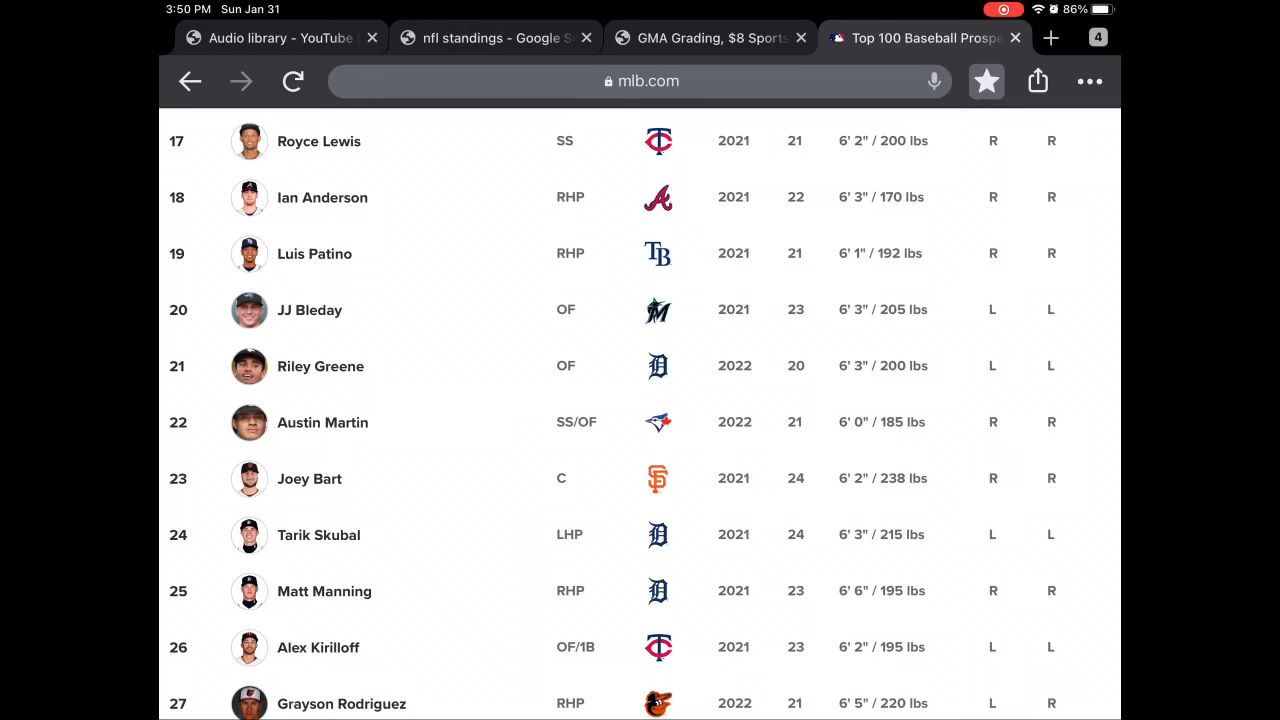 3:50 PM Sun Jan 31 86%
Audio library - YouTube nfl standings - Google S GMA Grading, $8 Sports Top 100 Baseball Prospe 4
mlb.com
17 Royce Lewis SS TC 2021 21 6' 2" / 200 lbs R R
18 Ian Anderson RHP A 2021 22 6' 3" / 170 lbs R R
19 Luis Patino RHP TB 2021 21 6' 1" / 192 lbs R R
20 JJ Bleday OF M 2021 23 6' 3" / 205 lbs L L
21 Riley Greene OF D 2022 20 6' 3" / 200 lbs L L
22 Austin Martin SS/OF 2022 21 6' 0" / 185 lbs R R
23 Joey Bart C SF 2021 24 6' 2" / 238 lbs R R
24 Tarik Skubal LHP D 2021 24 6' 3" / 215 lbs L L
25 Matt Manning RHP D 2021 23 6' 6" / 195 lbs R R
26 Alex Kirilloff OF/1B TC 2021 23 6' 2" / 195 lbs L L
27 Grayson Rodriguez RHP 2022 21 6' 5" / 220 lbs L R